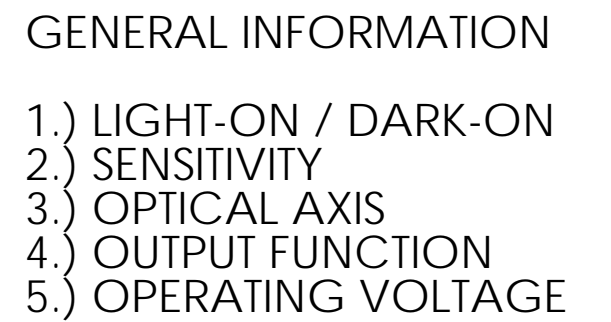 GENERAL INFORMATION
1.) LIGHT-ON / DARK-ON
2.) SENSITIVITY
3.) OPTICAL AXIS
4.) OUTPUT FUNCTION
5.) OPERATING VOLTAGE